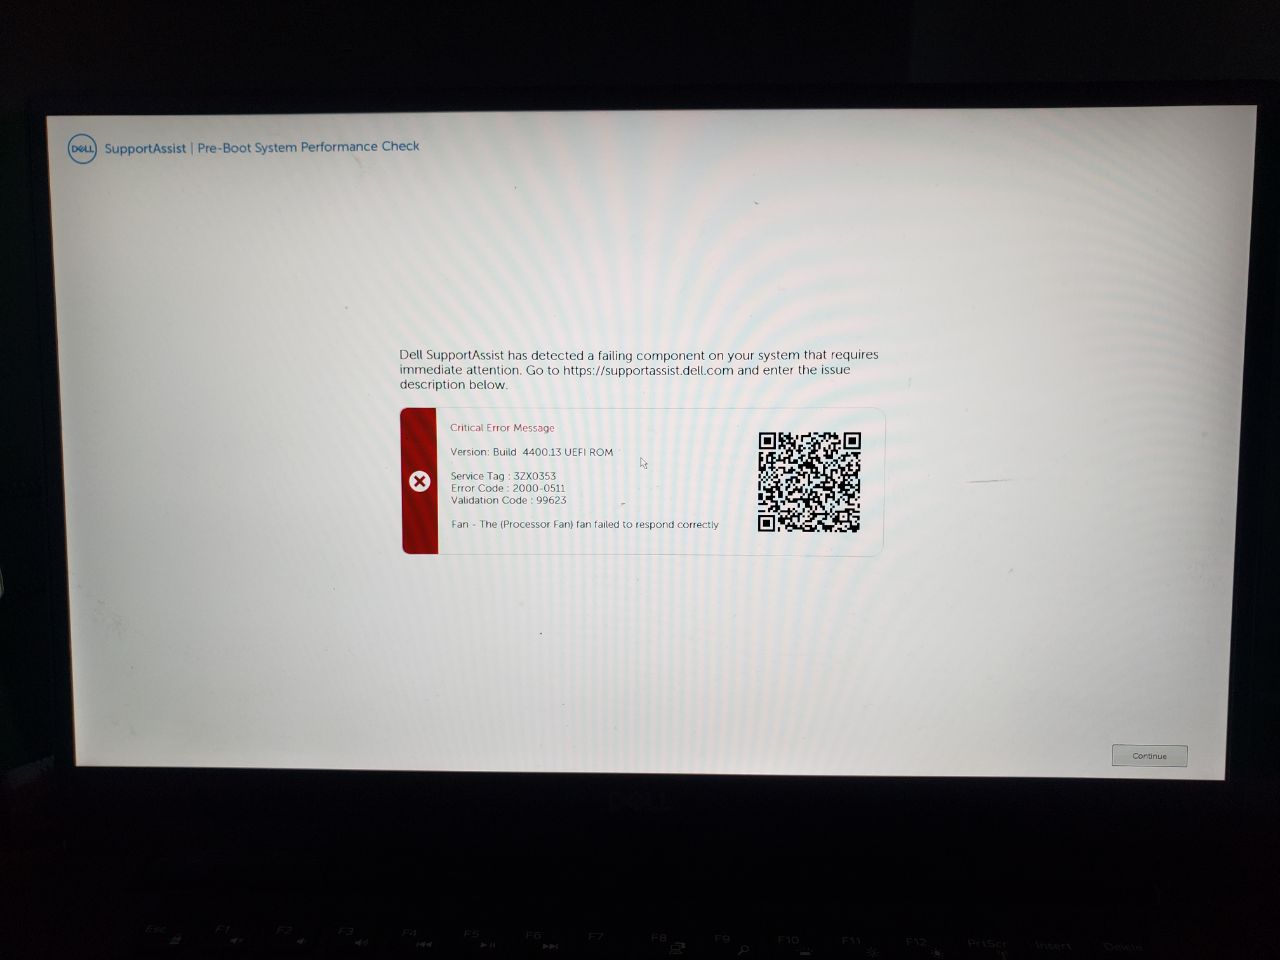 DELL SupportAssist | Pre-Boot System Performance Check
Dell SupportAssist has detected a failing component on your system that requires
immediate attention. Go to https://supportassist.dell.com and enter the issue
description below.
Critical Error Message
Version: Build 4400.13 UEFI ROM
Service Tag : 3ZX0353
Error Code : 2000-0511
Validation Code : 99623
Fan - The (Processor Fan) fan failed to respond correctly
Continue
DELL
Esc F1 F2 F3 F4 F5 F6 F7 F8 F9 F10 F11 F12 PrtScr Insert Delete